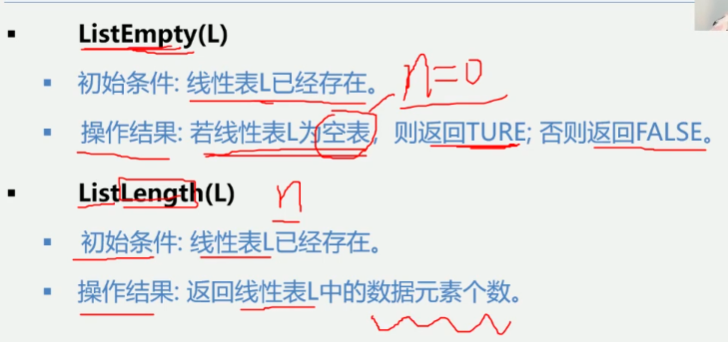 ListEmpty(L)
初始条件: 线性表L已经存在。
n=0
操作结果: 若线性表L为空表, 则返回TURE; 否则返回FALSE。
ListLength(L) n
初始条件: 线性表L已经存在。
操作结果: 返回线性表L中的数据元素个数。